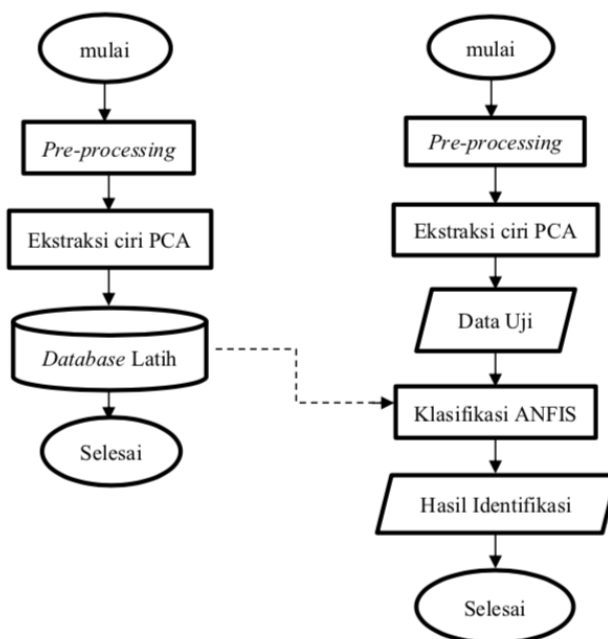 mulai
Pre-processing
Ekstraksi ciri PCA
Database Latih
Selesai
mulai
Pre-processing
Ekstraksi ciri PCA
Data Uji
Klasifikasi ANFIS
Hasil Identifikasi
Selesai